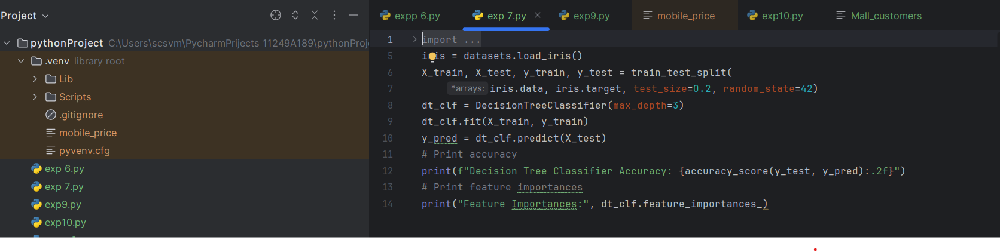 Project
expp 6.py
exp 7.py
exp9.py
mobile_price
exp10.py
Mall_customers
pythonProject C:\Users\scsvm\PycharmPrijects 11249A189\pythonProj
.venv library root
Lib
Scripts
.gitignore
mobile_price
pyvenv.cfg
exp 6.py
exp 7.py
exp9.py
exp10.py
1 import ...
5 iris = datasets.load_iris()
6 X_train, X_test, y_train, y_test = train_test_split(
7 *arrays: iris.data, iris.target, test_size=0.2, random_state=42)
8 dt_clf = DecisionTreeClassifier(max_depth=3)
9 dt_clf.fit(X_train, y_train)
10 y_pred = dt_clf.predict(X_test)
11 # Print accuracy
12 print(f"Decision Tree Classifier Accuracy: {accuracy_score(y_test, y_pred):.2f}")
13 # Print feature importances
14 print("Feature Importances:", dt_clf.feature_importances_)